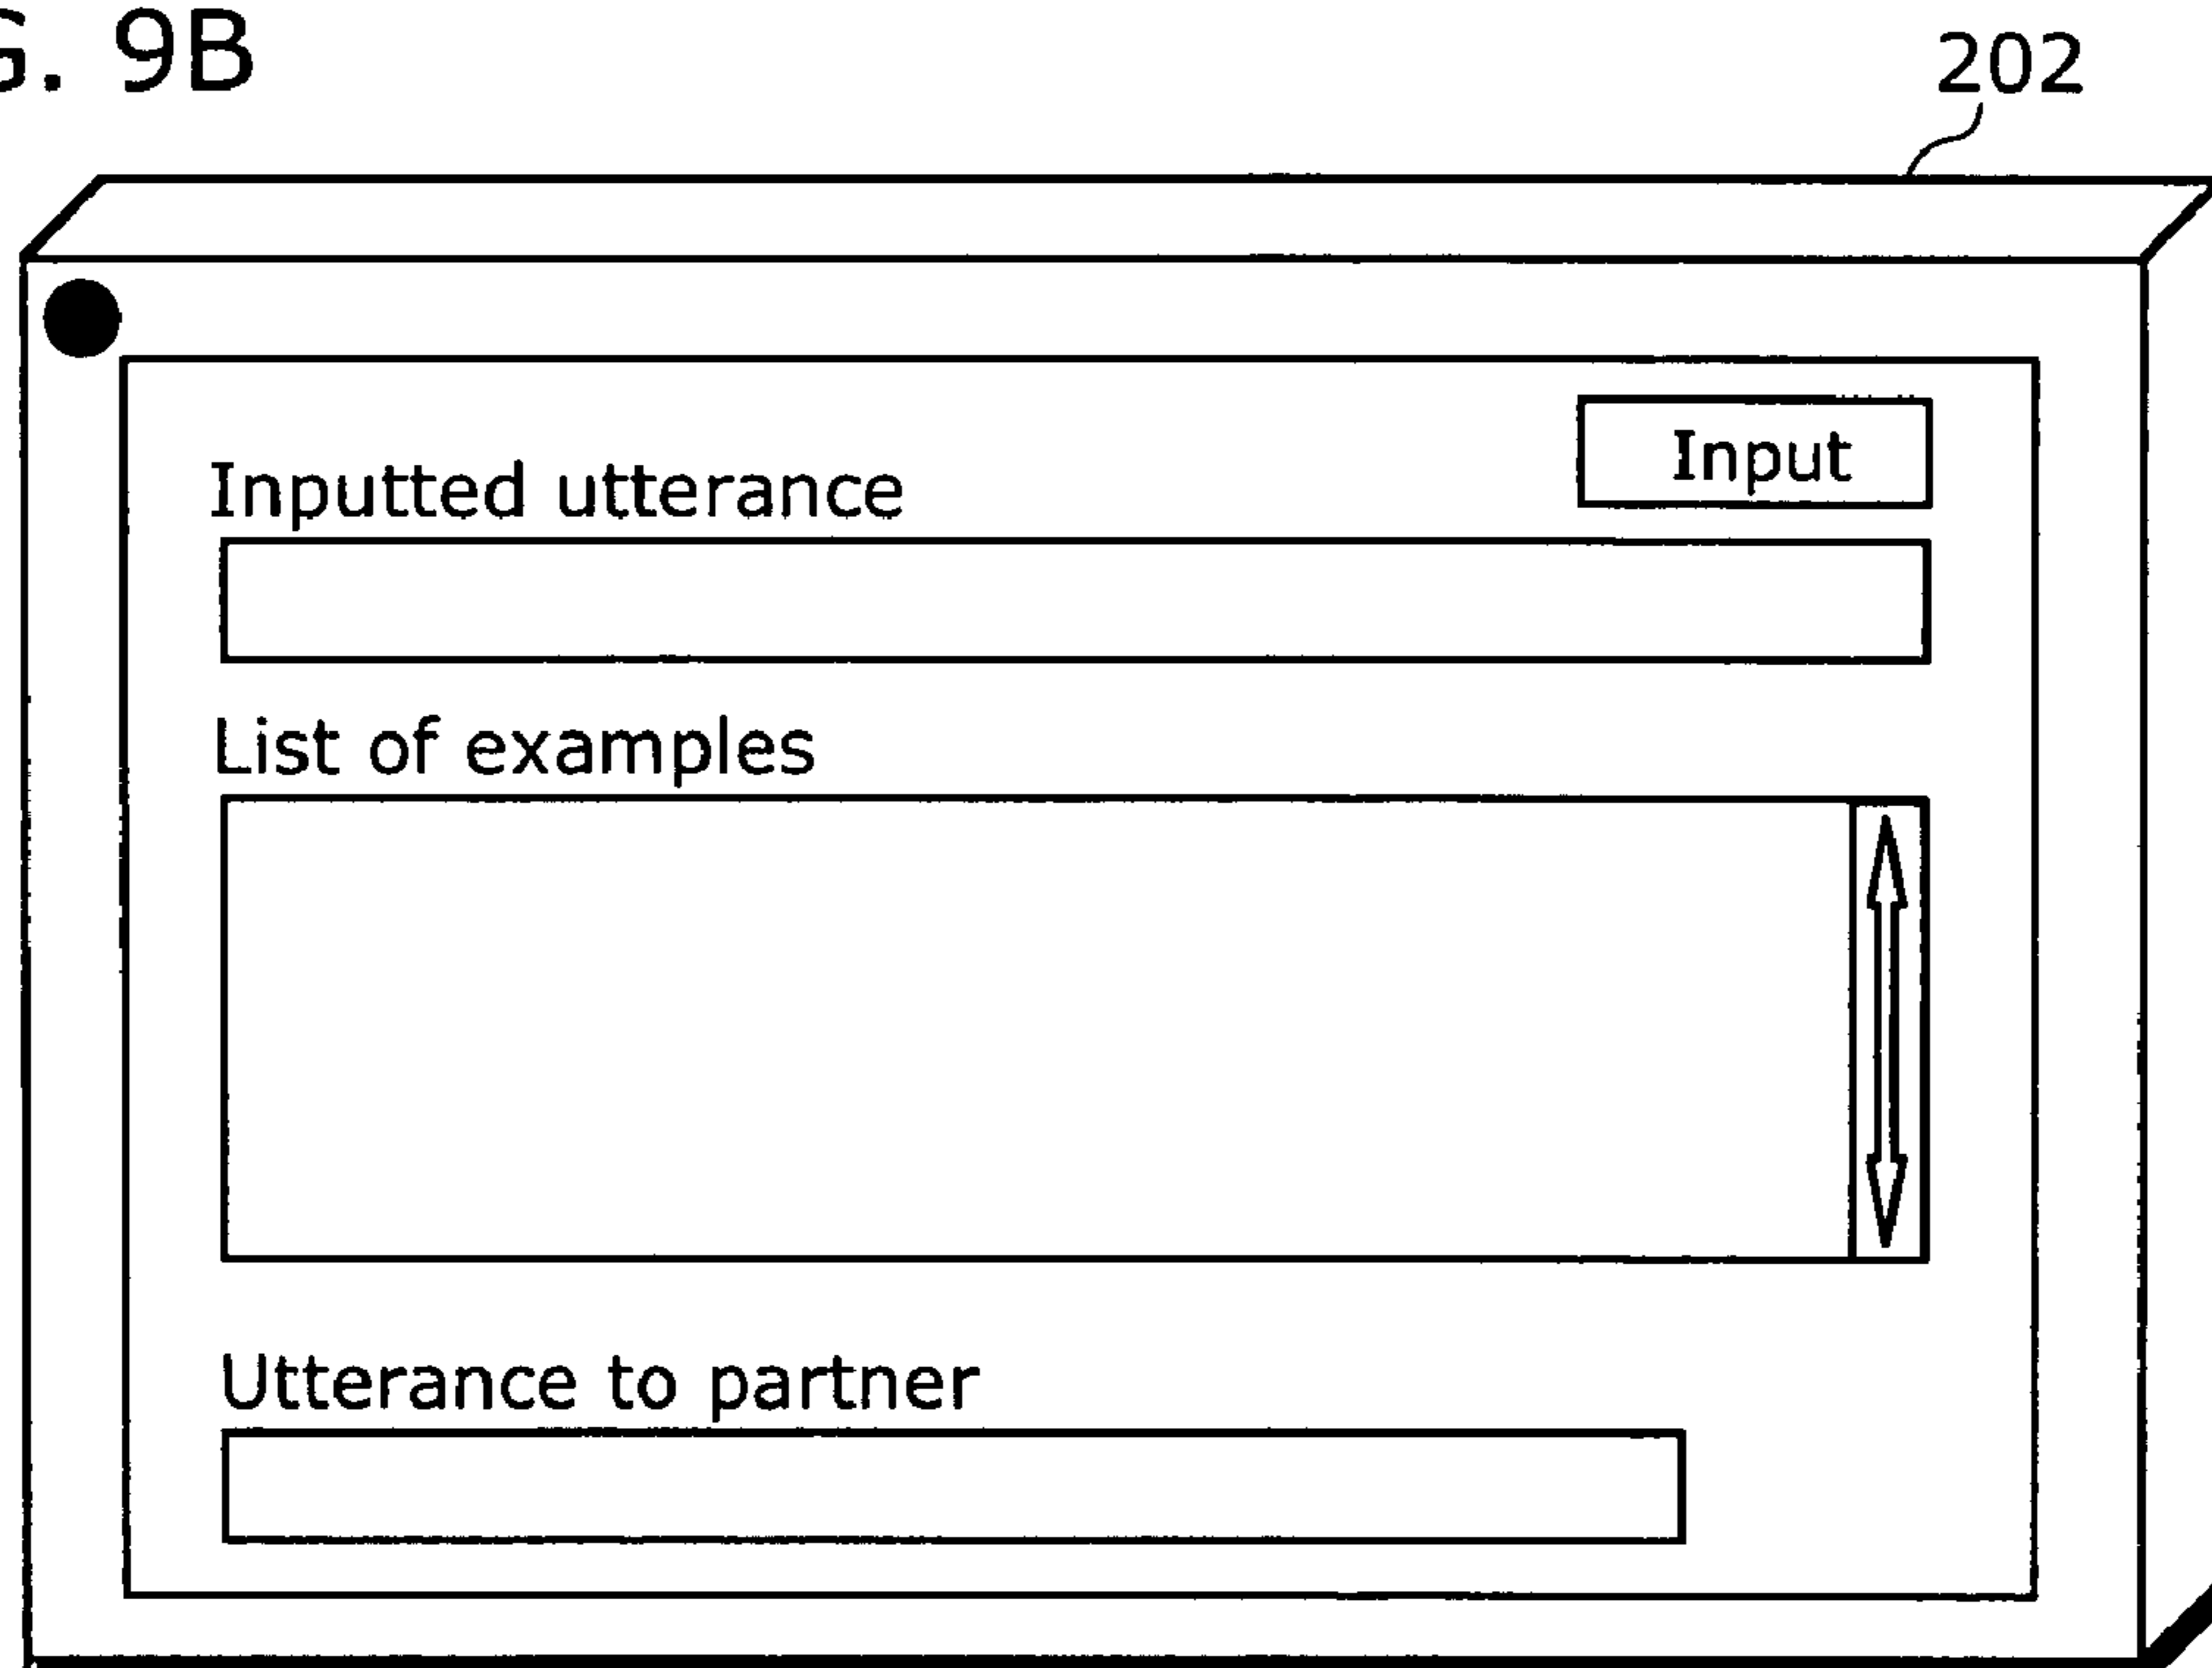 G. 9B
202
Input
Inputted utterance
List of examples
Utterance to partner